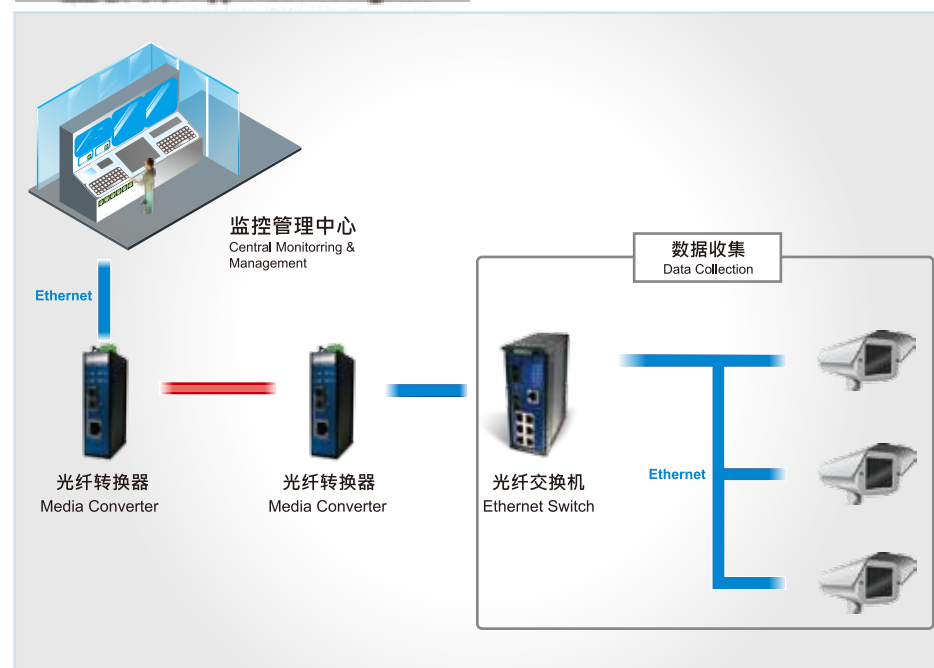 监控管理中心
Central Monitorring &
Management
数据收集
Data Collection
Ethernet
光纤转换器
Media Converter
光纤转换器
Media Converter
光纤交换机
Ethernet Switch
Ethernet